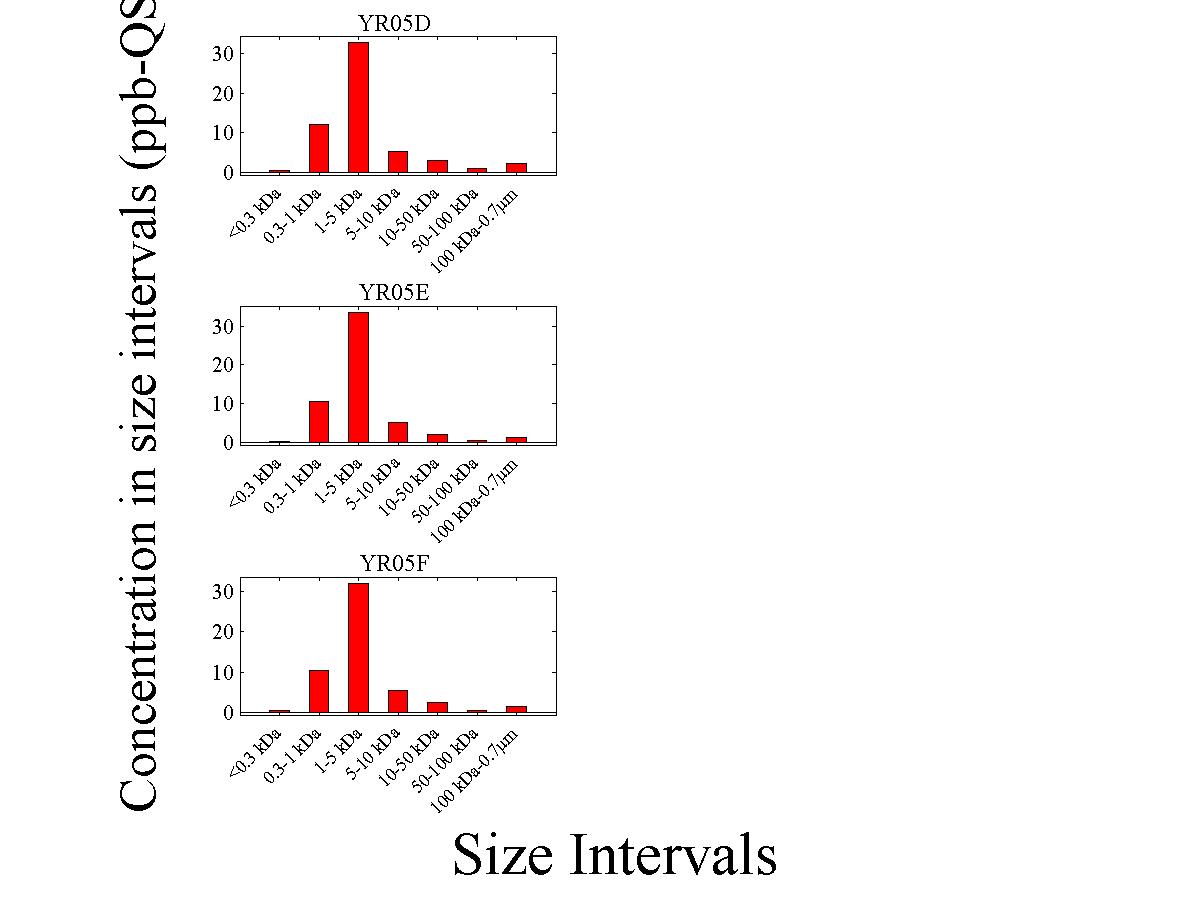 Concentration in size intervals (ppb-QS
YR05D
30
20
10
0
<0.3 kDa
0.3-1 kDa
1-5 kDa
5-10 kDa
10-50 kDa
50-100 kDa
100 kDa-0.7μm
YR05E
30
20
10
0
<0.3 kDa
0.3-1 kDa
1-5 kDa
5-10 kDa
10-50 kDa
50-100 kDa
100 kDa-0.7μm
YR05F
30
20
10
0
<0.3 kDa
0.3-1 kDa
1-5 kDa
5-10 kDa
10-50 kDa
50-100 kDa
100 kDa-0.7μm
Size Intervals